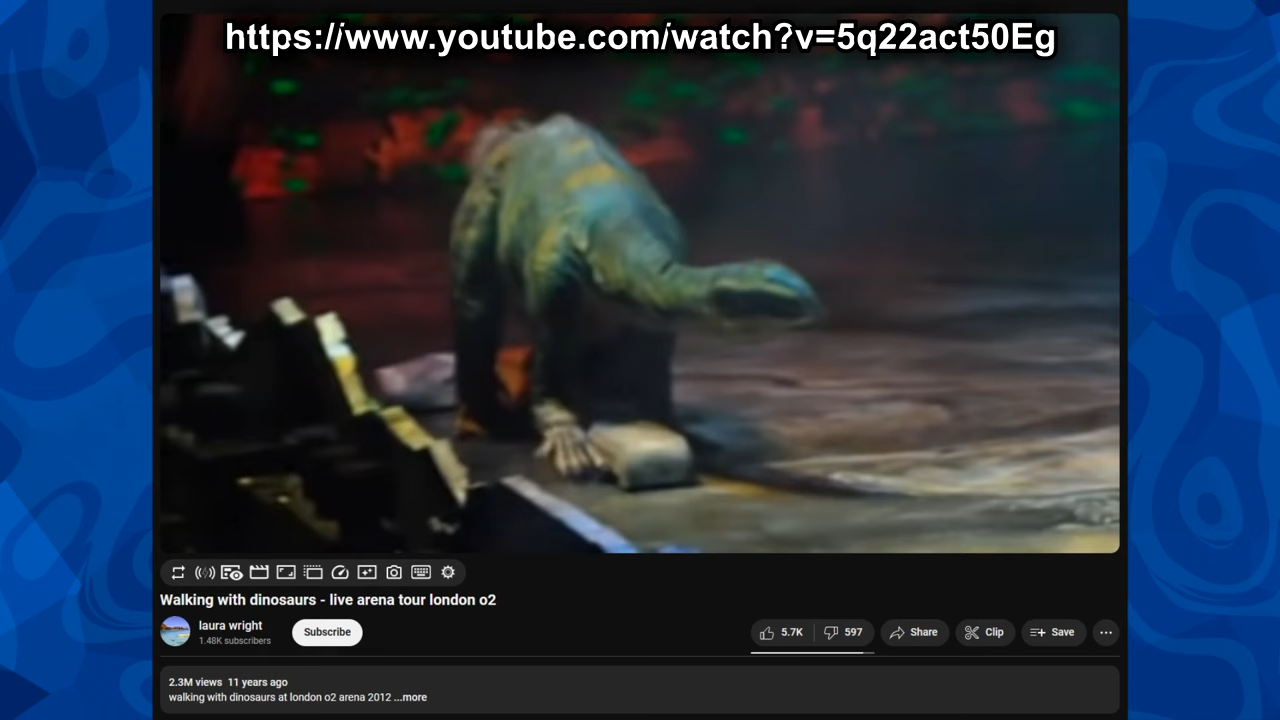 https://www.youtube.com/watch?v=5q22act50Eg
Walking with dinosaurs - live arena tour london o2
laura wright
1.48K subscribers
Subscribe
5.7K
597
Share
Clip
Save
2.3M views 11 years ago
walking with dinosaurs at london o2 arena 2012 ...more